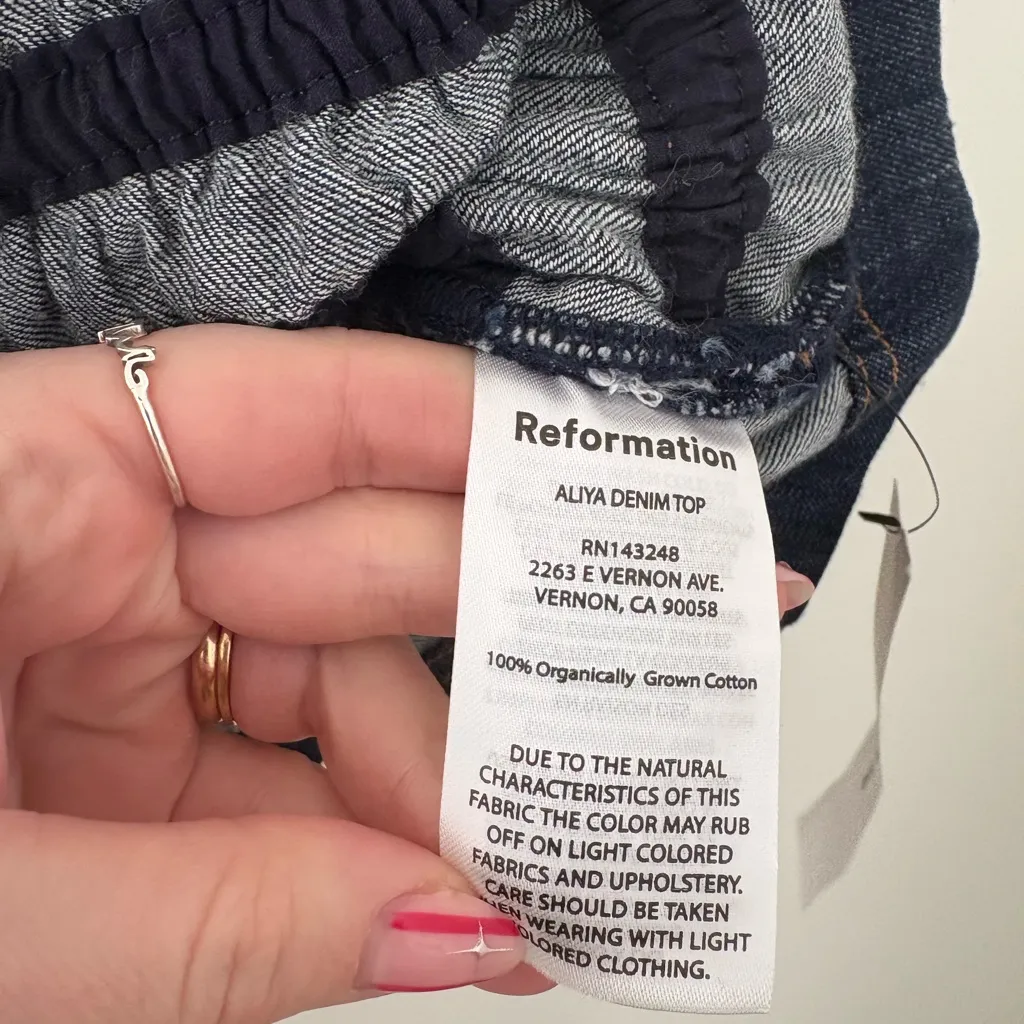 Reformation
ALIYA DENIM TOP
RN143248
2263 E VERNON AVE.
VERNON, CA 90058
100% Organically Grown Cotton
DUE TO THE NATURAL
CHARACTERISTICS OF THIS
FABRIC THE COLOR MAY RUB
OFF ON LIGHT COLORED
FABRICS AND UPHOLSTERY.
CARE SHOULD BE TAKEN
WHEN WEARING WITH LIGHT
COLORED CLOTHING.